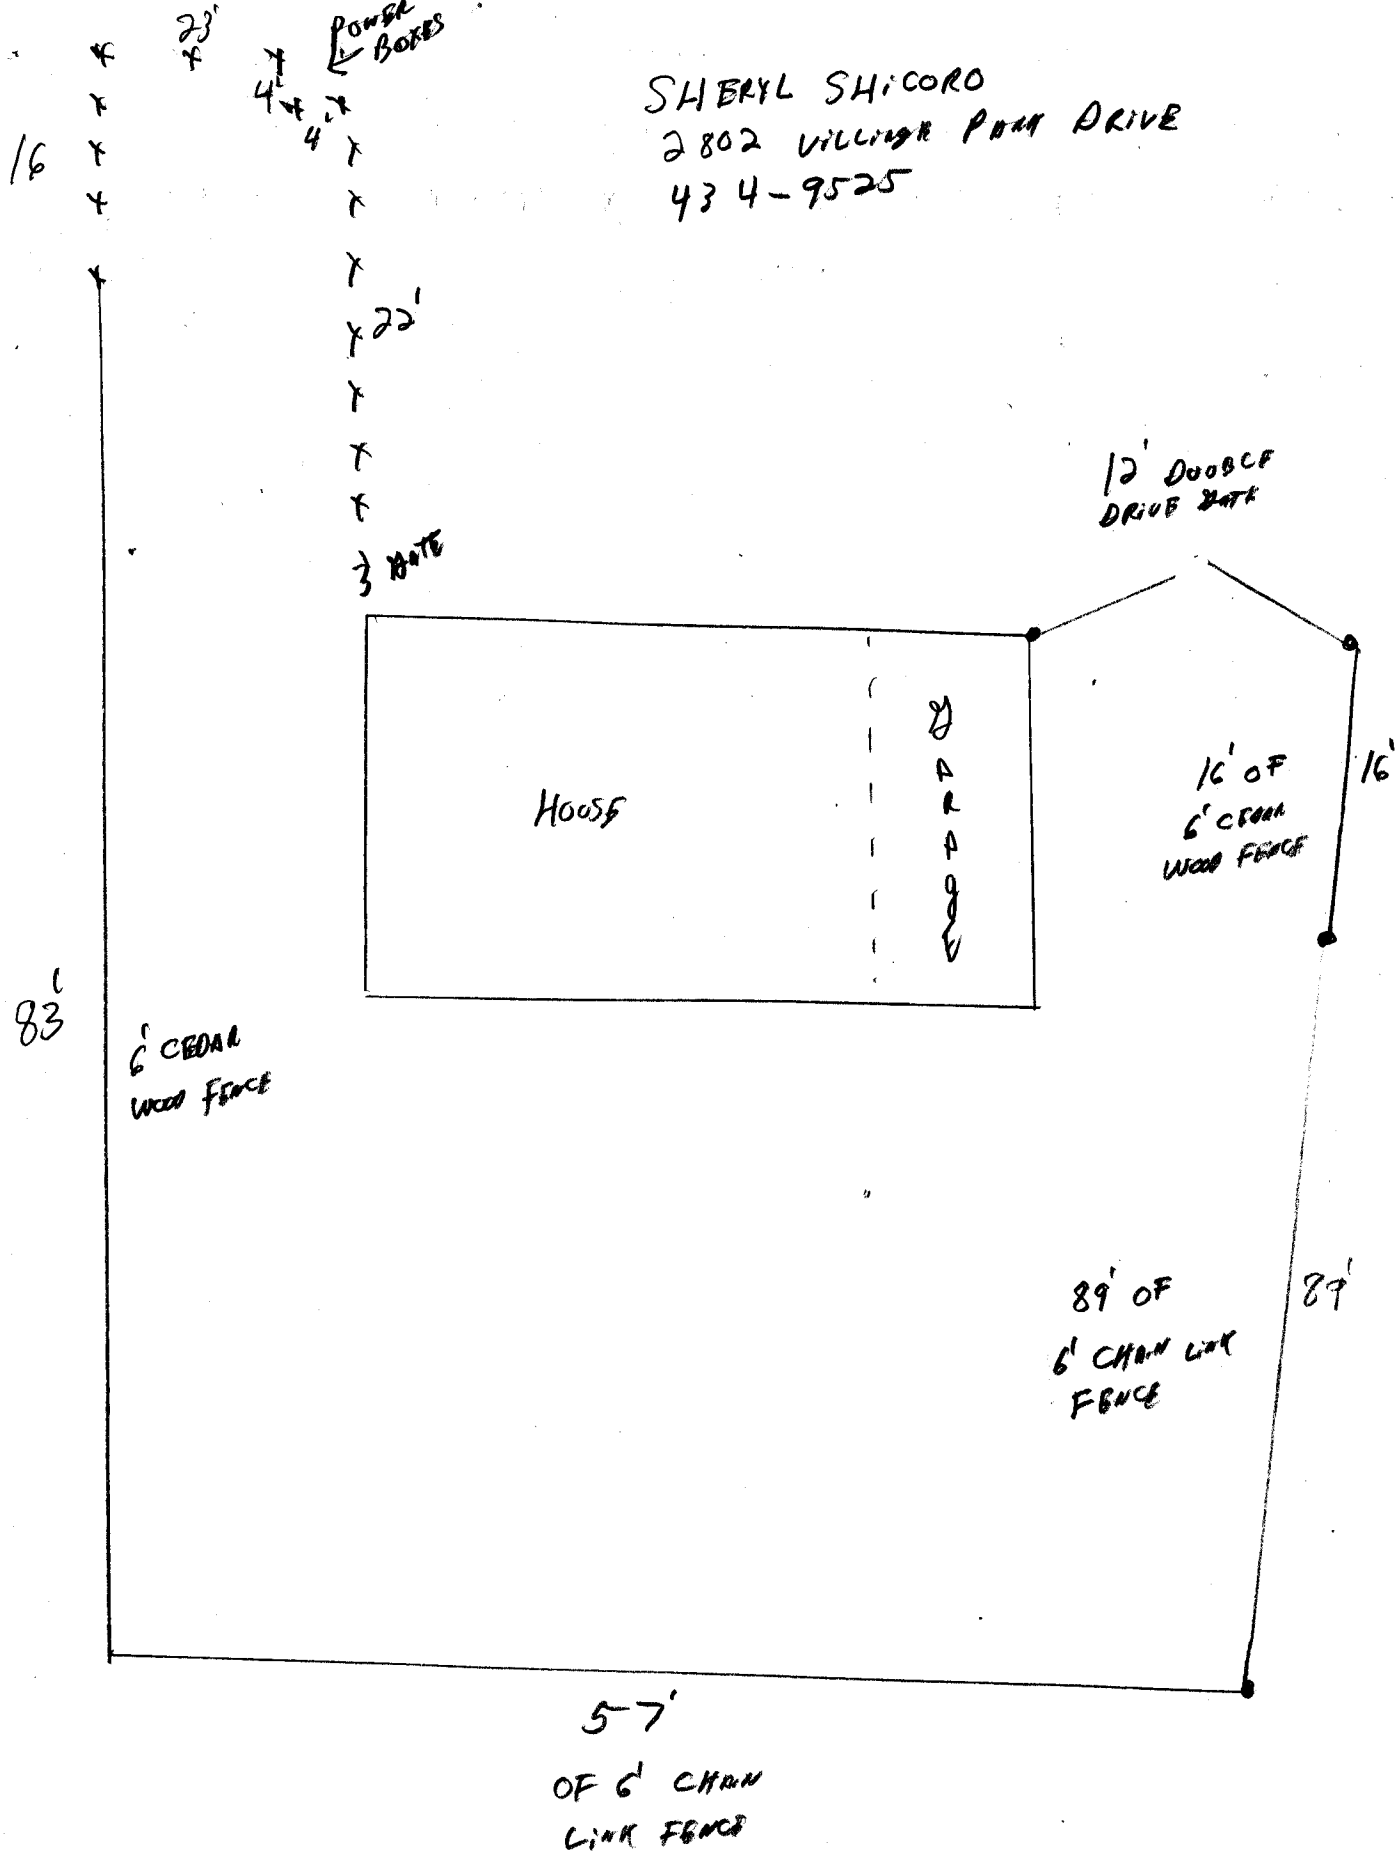 23'
POWER
BOXES
4'
4'
16
SHERYL SHICORO
2802 VILLAGE PARK DRIVE
434-9525
22'
12' DOUBLE
DRIVE GATE
3' GATE
HOUSE
GARAGE
16' OF
6' CEDAR
WOOD FENCE
16'
83'
6' CEDAR
WOOD FENCE
89' OF
6' CHAIN LINK
FENCE
89'
57'
OF 6' CHAIN
LINK FENCE